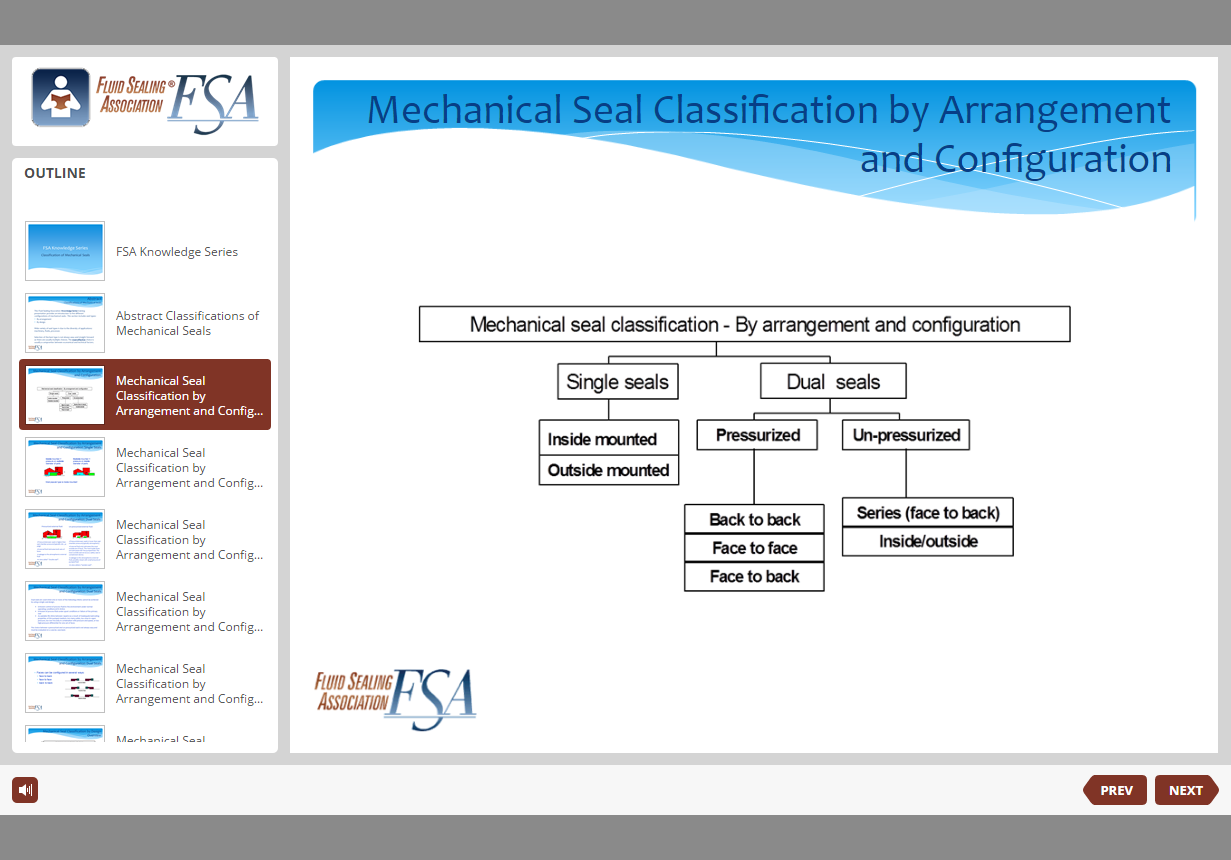 FLUID SEALING®
ASSOCIATION
FSA
OUTLINE
FSA Knowledge Series
FSA Knowledge Series
Abstract Classifications of
Mechanical Seals
Mechanical Seal
Classification by
Arrangement and Config...
Mechanical Seal
Classification by
Arrangement and Config...
Mechanical Seal
Classification by
Arrangement and Config...
Mechanical Seal
Classification by
Arrangement and Config...
Mechanical Seal
Classification by
Arrangement and Config...
Mechanical Seal
Mechanical Seal Classification by Arrangement
and Configuration
Mechanical seal classification - By arrangement and configuration
Single seals
Dual seals
Inside mounted
Outside mounted
Pressurized
Un-pressurized
Back to back
Face to face
Face to back
Series (face to back)
Inside/outside
FLUID SEALING
ASSOCIATION
FSA
PREV
NEXT